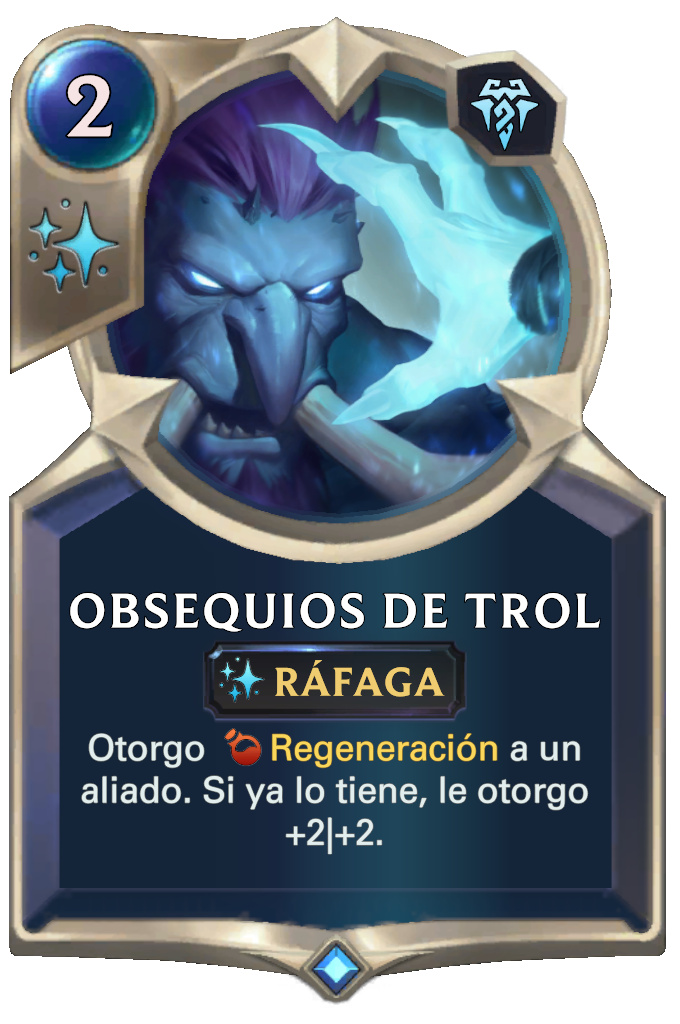 2
OBSEQUIOS DE TROL
RÁFAGA
Otorgo Regeneración a un
aliado. Si ya lo tiene, le otorgo
+2|+2.